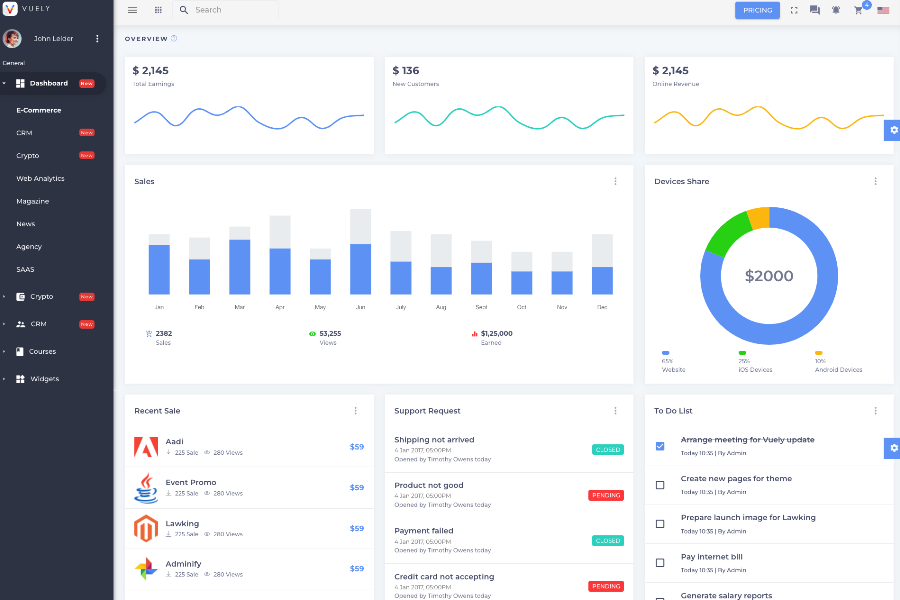 VUELY
Search
PRICING
4
John Leider
General
Dashboard New
E-Commerce
CRM New
Crypto New
Web Analytics
Magazine
News
Agency
SAAS
Crypto New
CRM New
Courses
Widgets
OVERVIEW
$ 2,145
Total Earnings
$ 136
New Customers
$ 2,145
Online Revenue
Sales
Jan Feb Mar Apr May Jun July Aug Sept Oct Nov Dec
2382
Sales
53,255
Views
$1,25,000
Earned
Devices Share
$2000
65%
Website
25%
iOS Devices
10%
Android Devices
Recent Sale
Aadi
225 Sale 280 Views
$59
Event Promo
225 Sale 280 Views
$59
Lawking
225 Sale 280 Views
$59
Adminify
225 Sale 280 Views
$59
Support Request
Shipping not arrived
4 Jan 2017, 05:00PM
Opened by Timothy Owens today
CLOSED
Product not good
4 Jan 2017, 05:00PM
Opened by Timothy Owens today
PENDING
Payment failed
4 Jan 2017, 05:00PM
Opened by Timothy Owens today
CLOSED
Credit card not accepting
4 Jan 2017, 05:00PM
Opened by Timothy Owens today
PENDING
To Do List
Arrange meeting for Vuely update
Today 10:35 | By Admin
Create new pages for theme
Today 10:35 | By Admin
Prepare launch image for Lawking
Today 10:35 | By Admin
Pay internet bill
Today 10:35 | By Admin
Generate salary reports